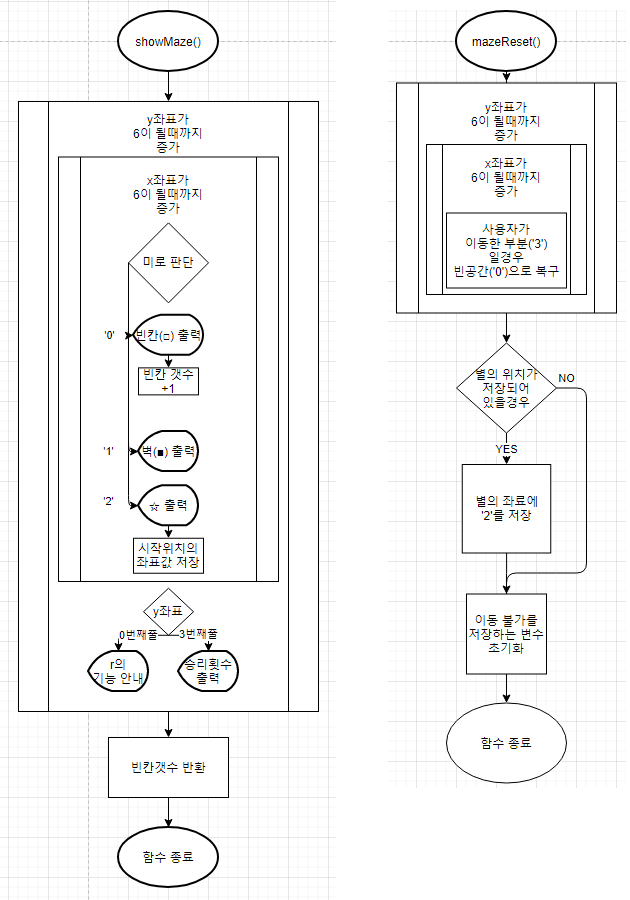 showMaze()
y좌표가
6이 될때까지
증가
x좌표가
6이 될때까지
증가
미로 판단
'0'
빈칸(□) 출력
빈칸 갯수
+1
'1'
벽(■) 출력
'2'
☆ 출력
시작위치의
좌표값 저장
y좌표
0번째줄
3번째줄
r의
기능 안내
승리횟수
출력
빈칸갯수 반환
함수 종료
mazeReset()
y좌표가
6이 될때까지
증가
x좌표가
6이 될때까지
증가
사용자가
이동한 부분('3')
일경우
빈공간('0')으로 복구
별의 위치가
저장되어
있을경우
NO
YES
별의 좌표에
'2'를 저장
이동 불가를
저장하는 변수
초기화
함수 종료